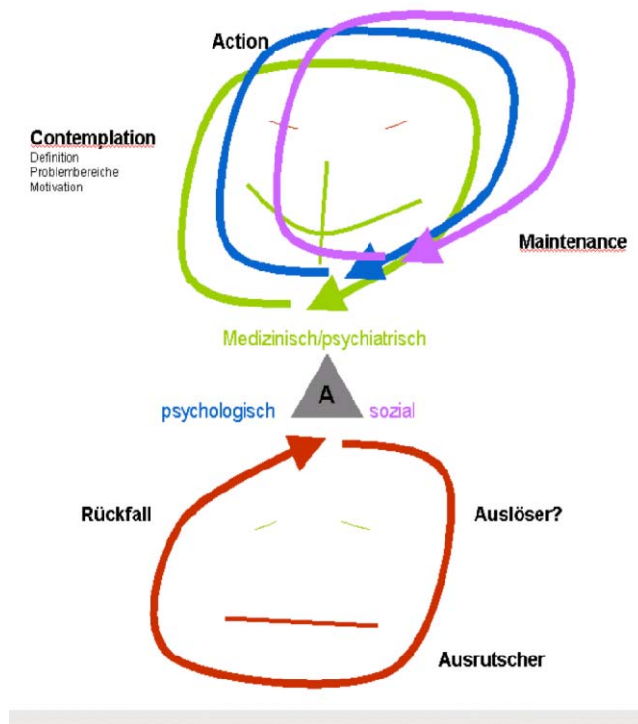 Action
Contemplation
Definition
Problembereiche
Motivation
Maintenance
Medizinisch/psychiatrisch
A
psychologisch
sozial
Rückfall
Auslöser?
Ausrutscher